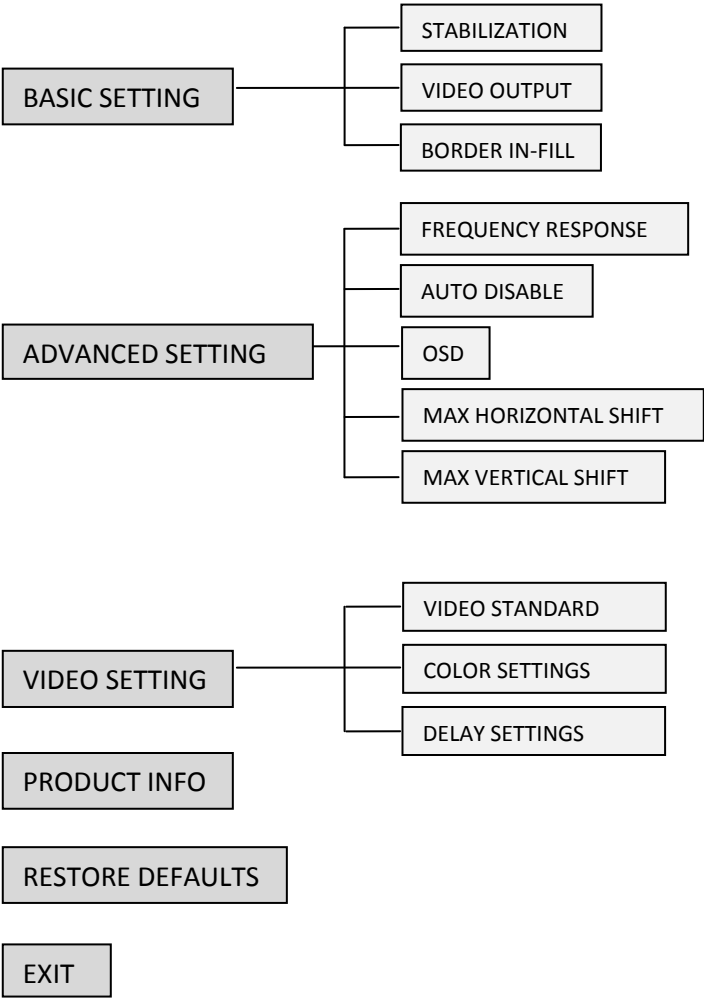 BASIC SETTING
STABILIZATION
VIDEO OUTPUT
BORDER IN-FILL
ADVANCED SETTING
FREQUENCY RESPONSE
AUTO DISABLE
OSD
MAX HORIZONTAL SHIFT
MAX VERTICAL SHIFT
VIDEO SETTING
VIDEO STANDARD
COLOR SETTINGS
DELAY SETTINGS
PRODUCT INFO
RESTORE DEFAULTS
EXIT